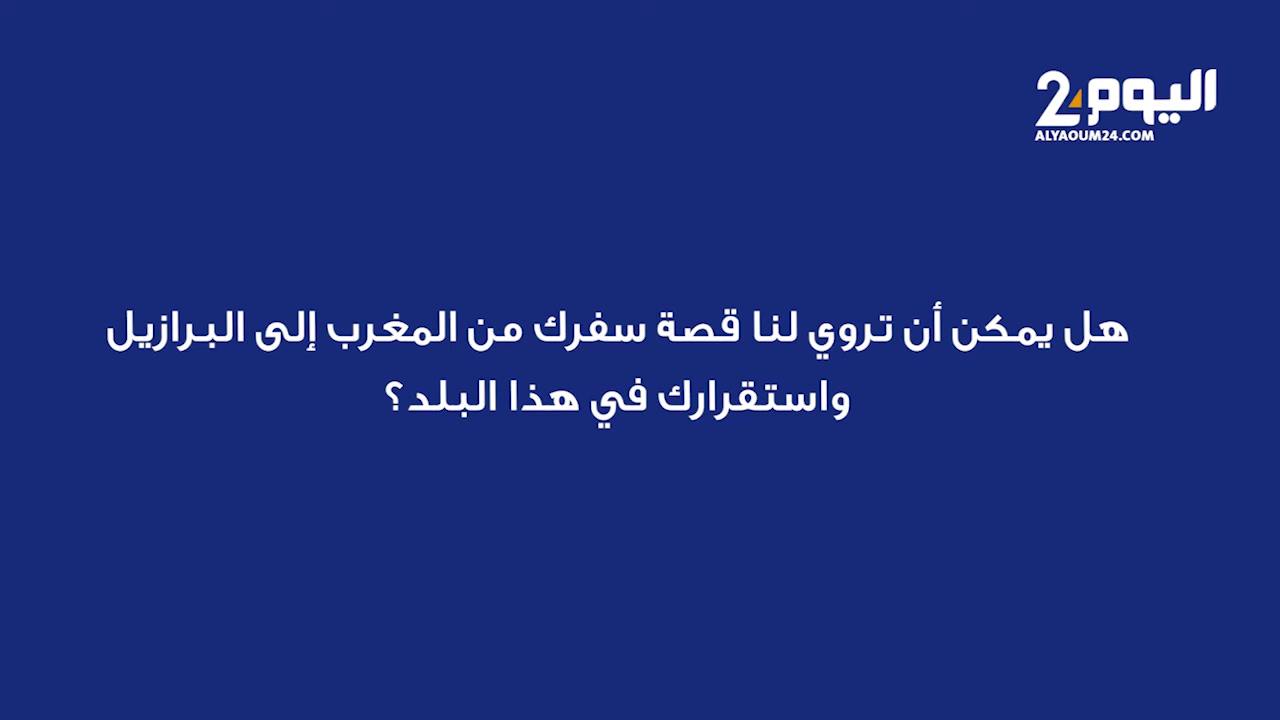 اليوم24
ALYAOUM24.COM
هل يمكن أن تروي لنا قصة سفرك من المغرب إلى البرازيل
واستقرارك في هذا البلد؟